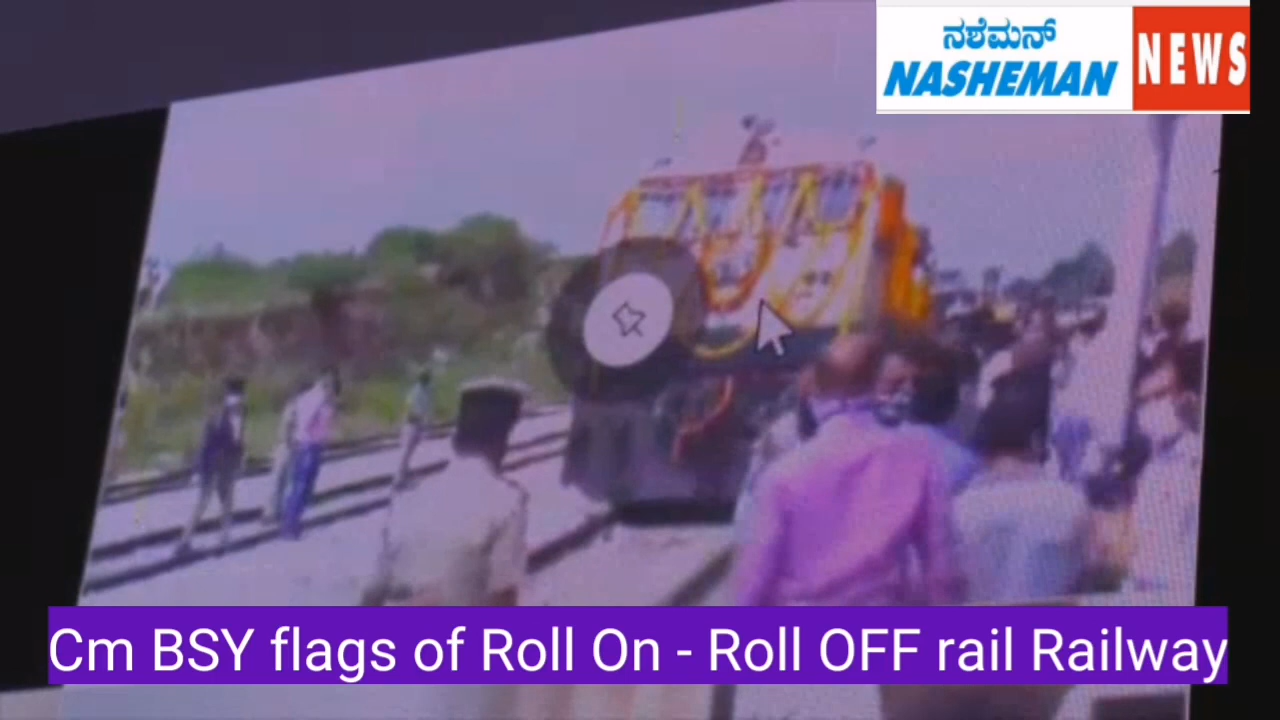 ನಶೆಮನ್
NASHEMAN
NEWS
Cm BSY flags of Roll On - Roll OFF rail Railway